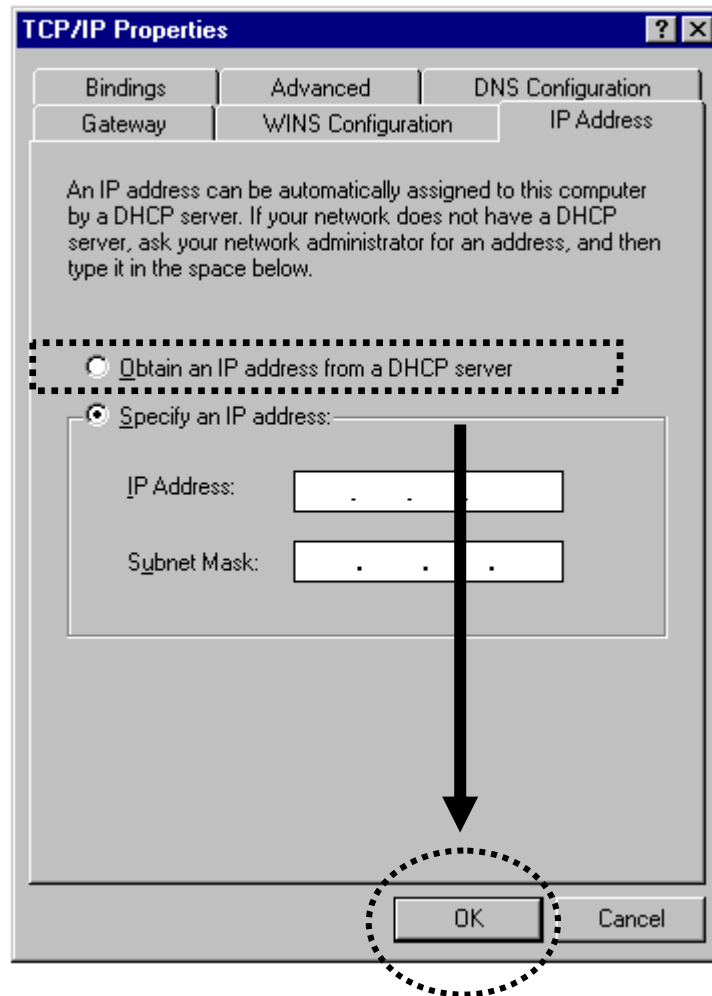 TCP/IP Properties
Bindings Advanced DNS Configuration
Gateway WINS Configuration IP Address
An IP address can be automatically assigned to this computer
by a DHCP server. If your network does not have a DHCP
server, ask your network administrator for an address, and then
type it in the space below.
Obtain an IP address from a DHCP server
Specify an IP address:
IP Address: . . .
Subnet Mask: . . .
OK Cancel